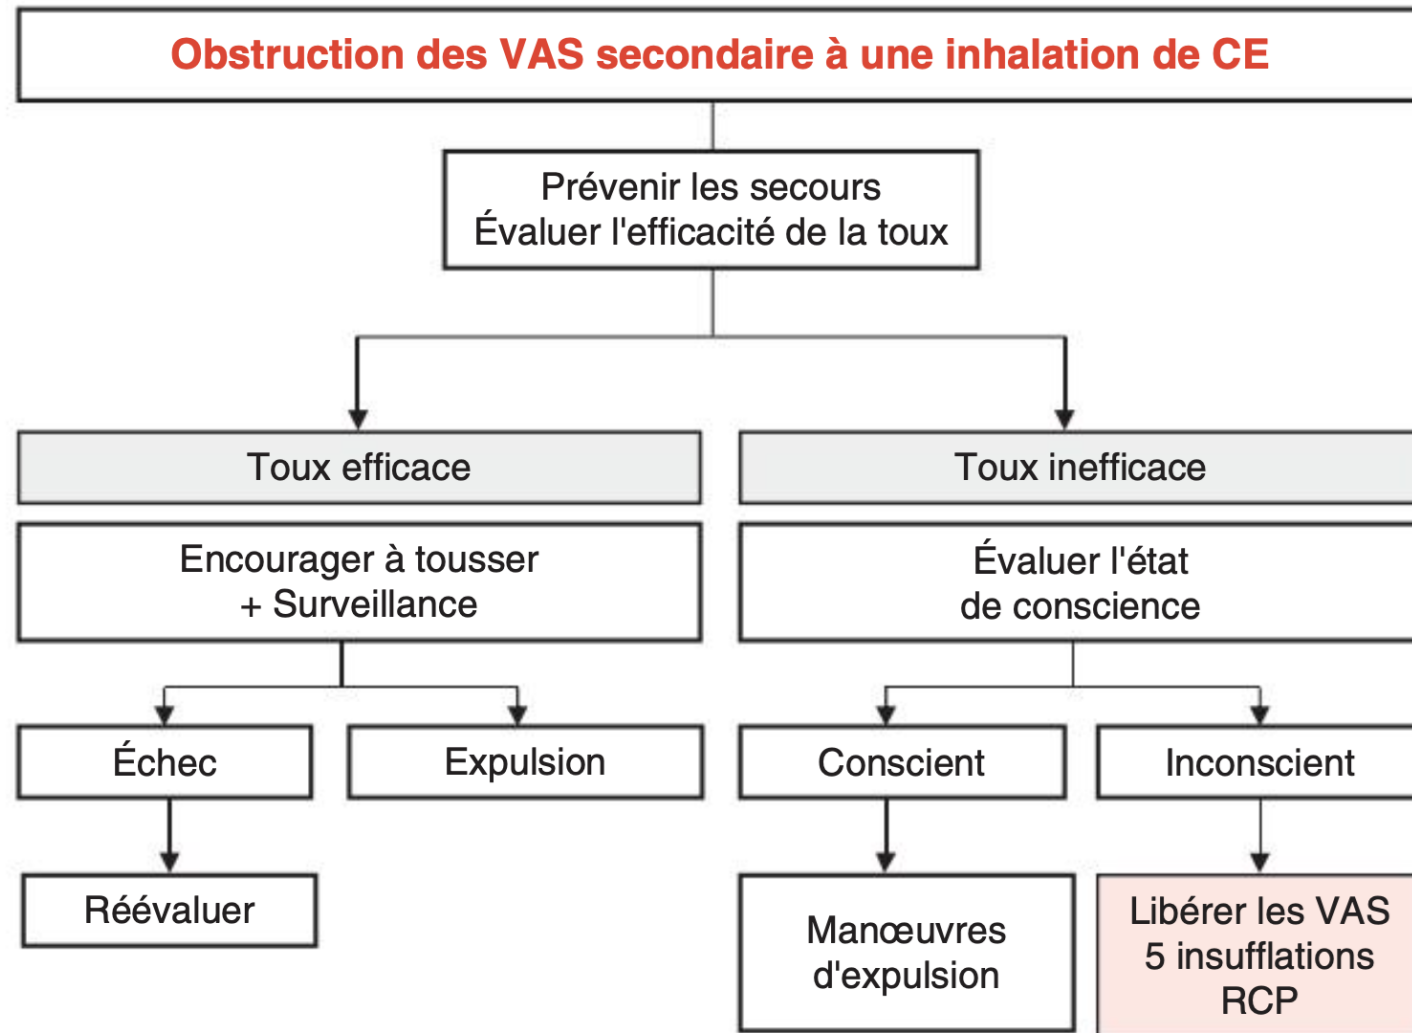 Obstruction des VAS secondaire à une inhalation de CE
Prévenir les secours
Évaluer l'efficacité de la toux
Toux efficace
Toux inefficace
Encourager à tousser
+ Surveillance
Évaluer l'état
de conscience
Échec
Expulsion
Conscient
Inconscient
Réévaluer
Manœuvres
d'expulsion
Libérer les VAS
5 insufflations
RCP